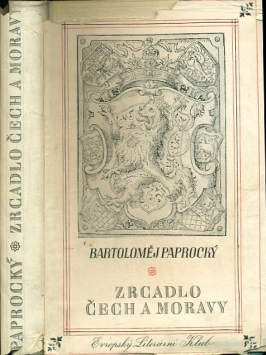 PAPROCKÝ ZRCADLO ČECH A MORAVY
BARTOLOMĚJ PAPROCKÝ
ZRCADLO
ČECH A MORAVY
Evropský Literární Klub